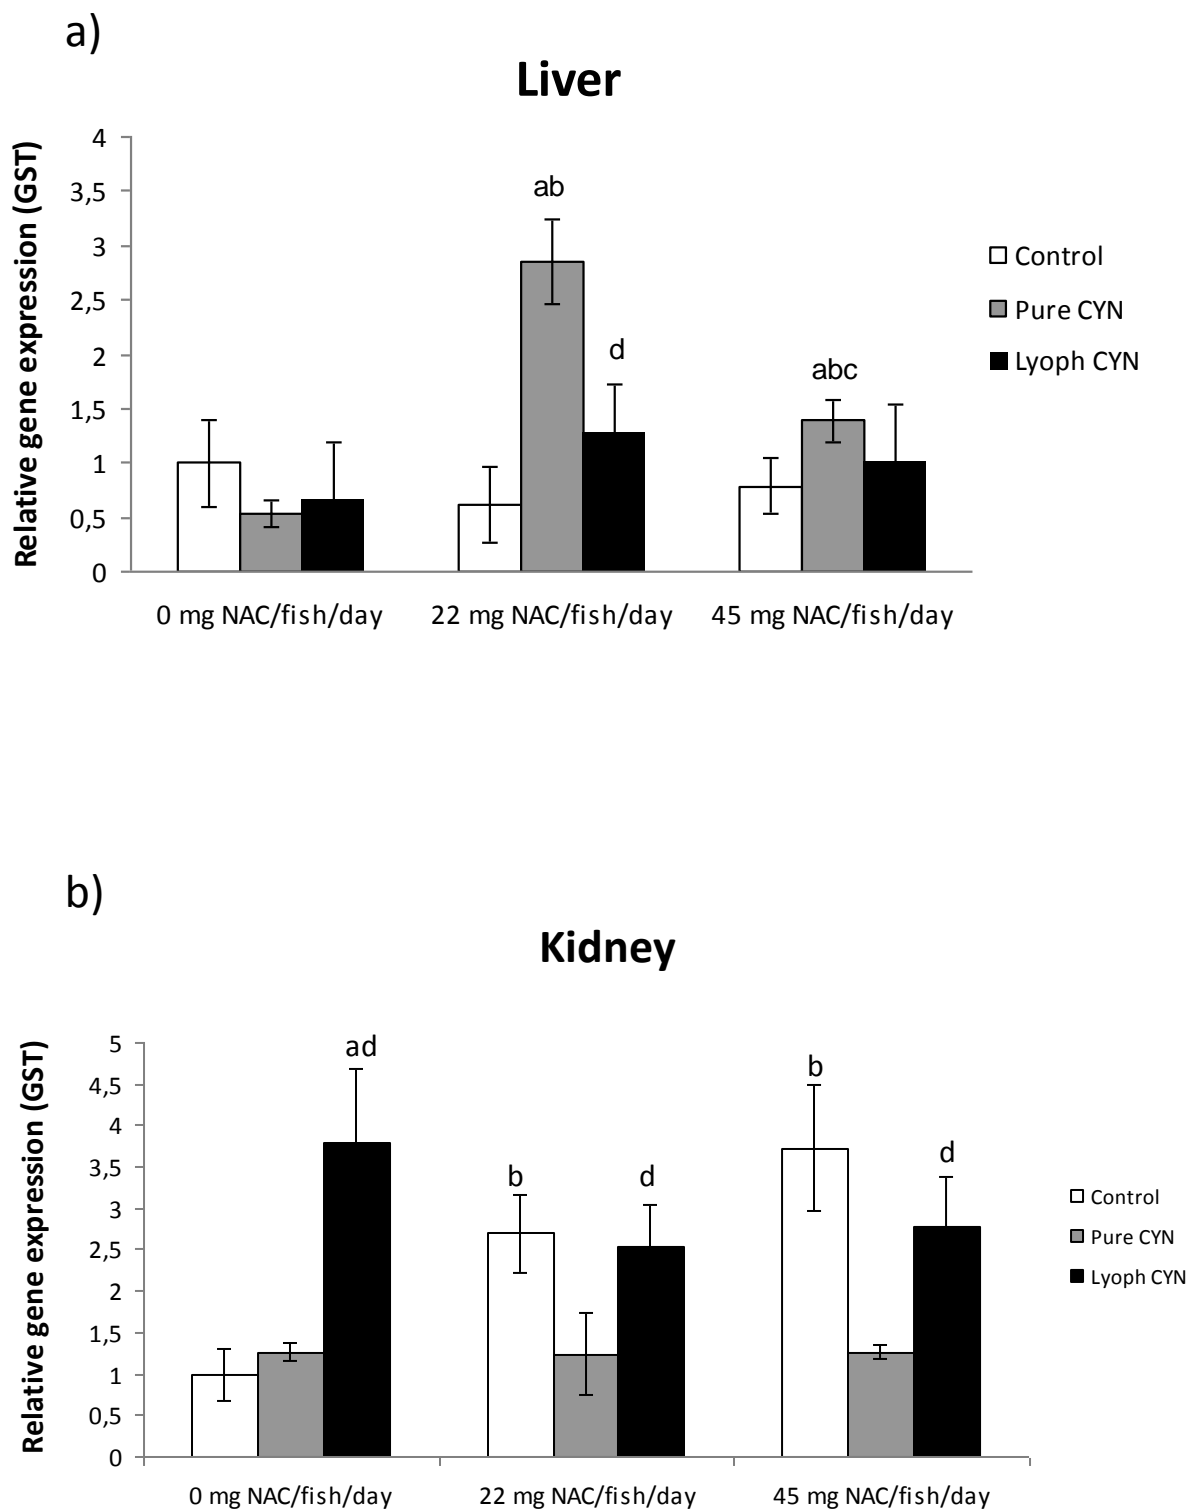 a)
Liver
Relative gene expression (GST)
4
3,5
3
2,5
2
1,5
1
0,5
0
ab
d
abc
0 mg NAC/fish/day
22 mg NAC/fish/day
45 mg NAC/fish/day
Control
Pure CYN
Lyoph CYN
b)
Kidney
Relative gene expression (GST)
5
4,5
4
3,5
3
2,5
2
1,5
1
0,5
0
ad
b
d
b
d
0 mg NAC/fish/day
22 mg NAC/fish/day
45 mg NAC/fish/day
Control
Pure CYN
Lyoph CYN